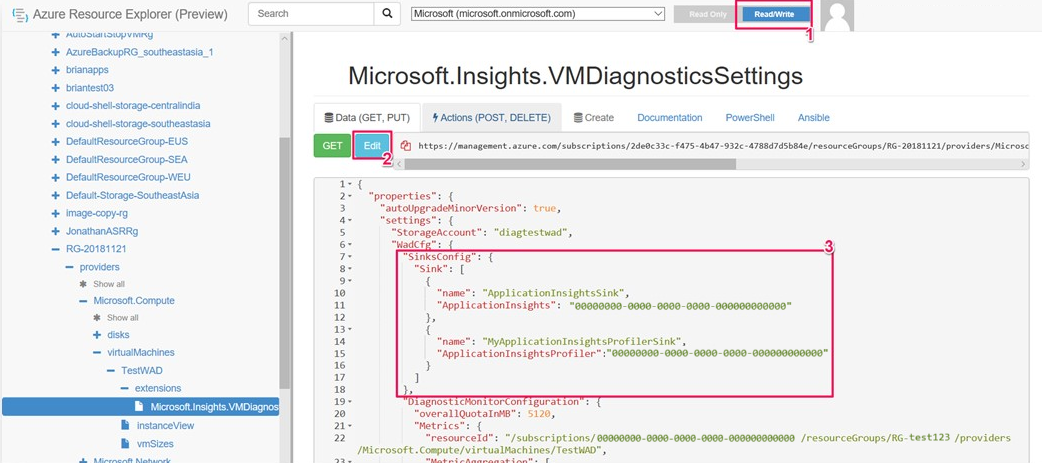 Azure Resource Explorer (Preview)
Search
Microsoft (microsoft.onmicrosoft.com)
Read Only
Read/Write
1
AutoStartStopVMRg
AzureBackupRG_southeastasia_1
brianapps
briantest03
cloud-shell-storage-centralindia
cloud-shell-storage-southeastasia
DefaultResourceGroup-EUS
DefaultResourceGroup-SEA
DefaultResourceGroup-WEU
Default-Storage-SoutheastAsia
image-copy-rg
JonathanASRRg
RG-20181121
providers
Show all
Microsoft.Compute
Show all
disks
virtualMachines
TestWAD
extensions
Microsoft.Insights.VMDiagnos
instanceView
vmSizes
Microsoft.Network
Microsoft.Insights.VMDiagnosticsSettings
Data (GET, PUT)
Actions (POST, DELETE)
Create
Documentation
PowerShell
Ansible
GET
Edit
2
https://management.azure.com/subscriptions/2de0c33c-f475-4b47-932c-4788d7d5b84e/resourceGroups/RG-20181121/providers/Microsc
3
1 {
2 "properties": {
3 "autoUpgradeMinorVersion": true,
4 "settings": {
5 "StorageAccount": "diagtestwad",
6 "WadCfg": {
7 "SinksConfig": {
8 "Sink": [
9 {
10 "name": "ApplicationInsightsSink",
11 "ApplicationInsights": "00000000-0000-0000-0000-000000000000"
12 },
13 {
14 "name": "MyApplicationInsightsProfilerSink",
15 "ApplicationInsightsProfiler":"00000000-0000-0000-0000-000000000000"
16 }
17 ]
18 },
19 "DiagnosticMonitorConfiguration": {
20 "overallQuotaInMB": 5120,
21 "Metrics": {
22 "resourceId": "/subscriptions/00000000-0000-0000-0000-000000000000 /resourceGroups/RG-test123 /providers
/Microsoft.Compute/virtualMachines/TestWAD",
23 "MetricAggregation": [